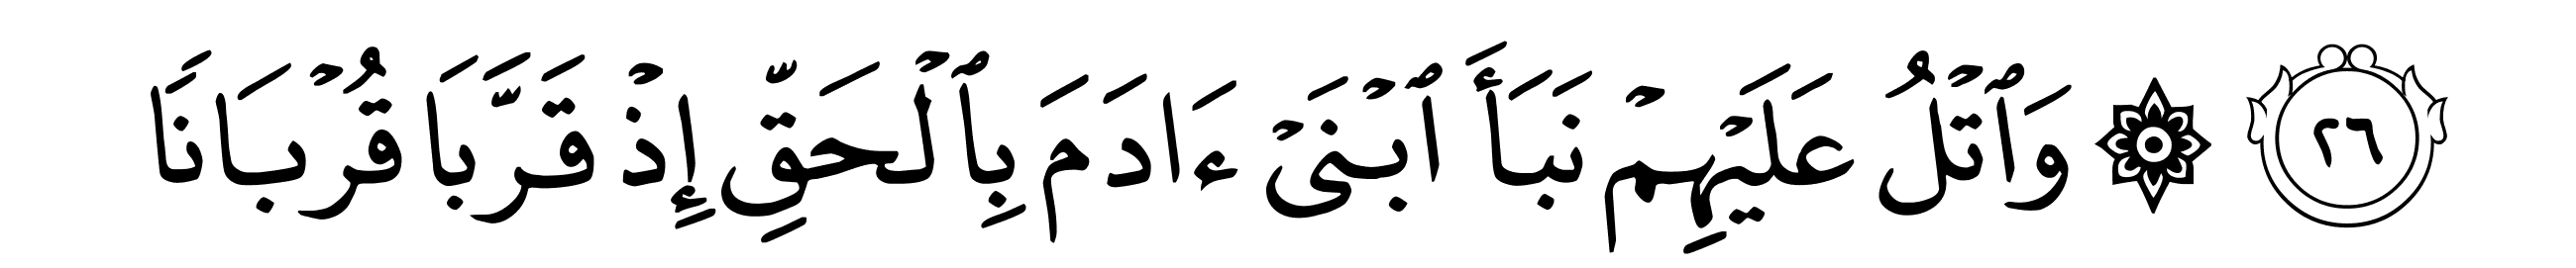 ٢٦ ۞ وَٱتۡلُ عَلَيۡهِمۡ نَبَأَ ٱبۡنَيۡ ءَادَمَ بِٱلۡحَقِّ إِذۡ قَرَّبَا قُرۡبَانٗا